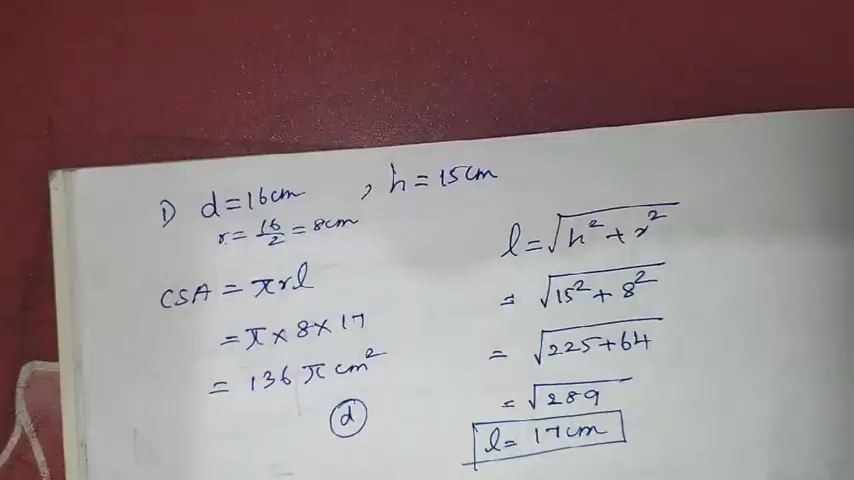 1) d=16cm , h=15cm
r=16/2=8cm
CSA = πrl
=π×8×17
= 136 π cm²
(d)
l=√h²+r²
= √15²+8²
= √225+64
= √289
l= 17cm